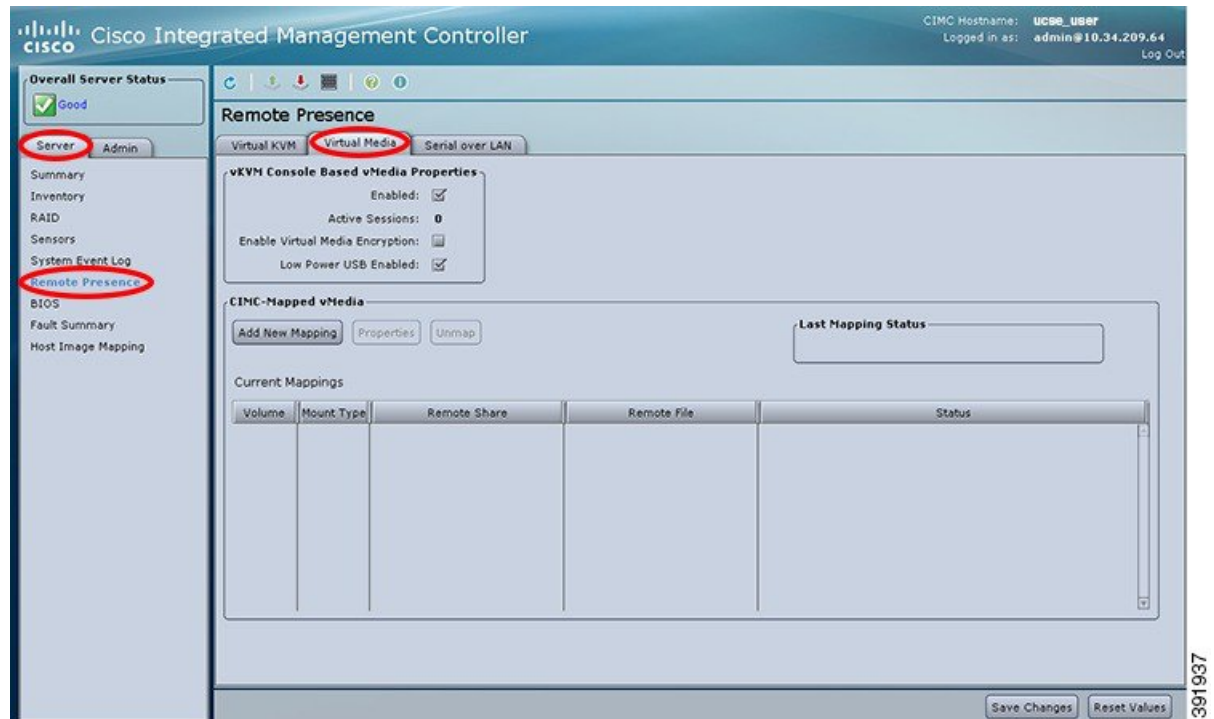 CISCO Cisco Integrated Management Controller
CIMC Hostname: ucse_user
Logged in as: admin@10.34.209.64
Log Out
Overall Server Status
Good
Server Admin
Summary
Inventory
RAID
Sensors
System Event Log
Remote Presence
BIOS
Fault Summary
Host Image Mapping
Remote Presence
Virtual KVM Virtual Media Serial over LAN
vKVM Console Based vMedia Properties
Enabled:
Active Sessions: 0
Enable Virtual Media Encryption:
Low Power USB Enabled:
CIMC-Mapped vMedia
Add New Mapping Properties Unmap
Last Mapping Status
Current Mappings
Volume Mount Type Remote Share Remote File Status
Save Changes Reset Values
391937